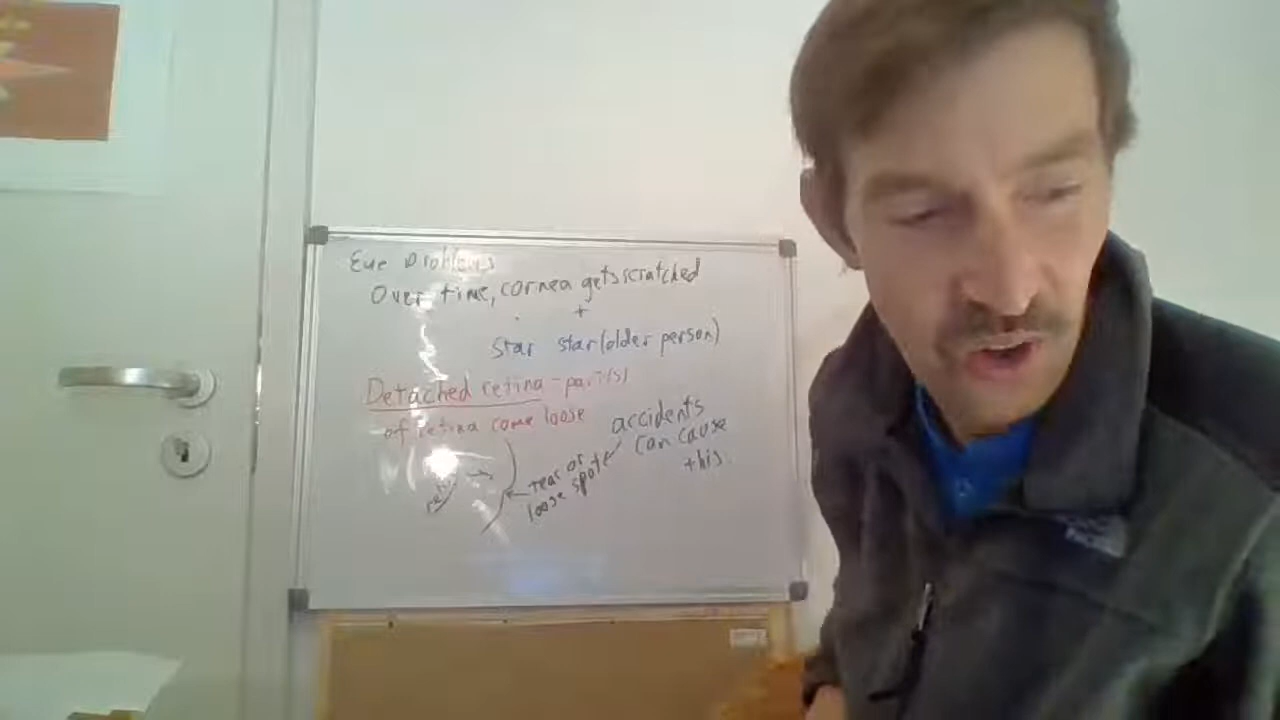 Eye problems
Over time, cornea gets scratched
+
star star (older person)
Detached retina - part(s)
of retina come loose
accidents
can cause
this
tear or
loose spot